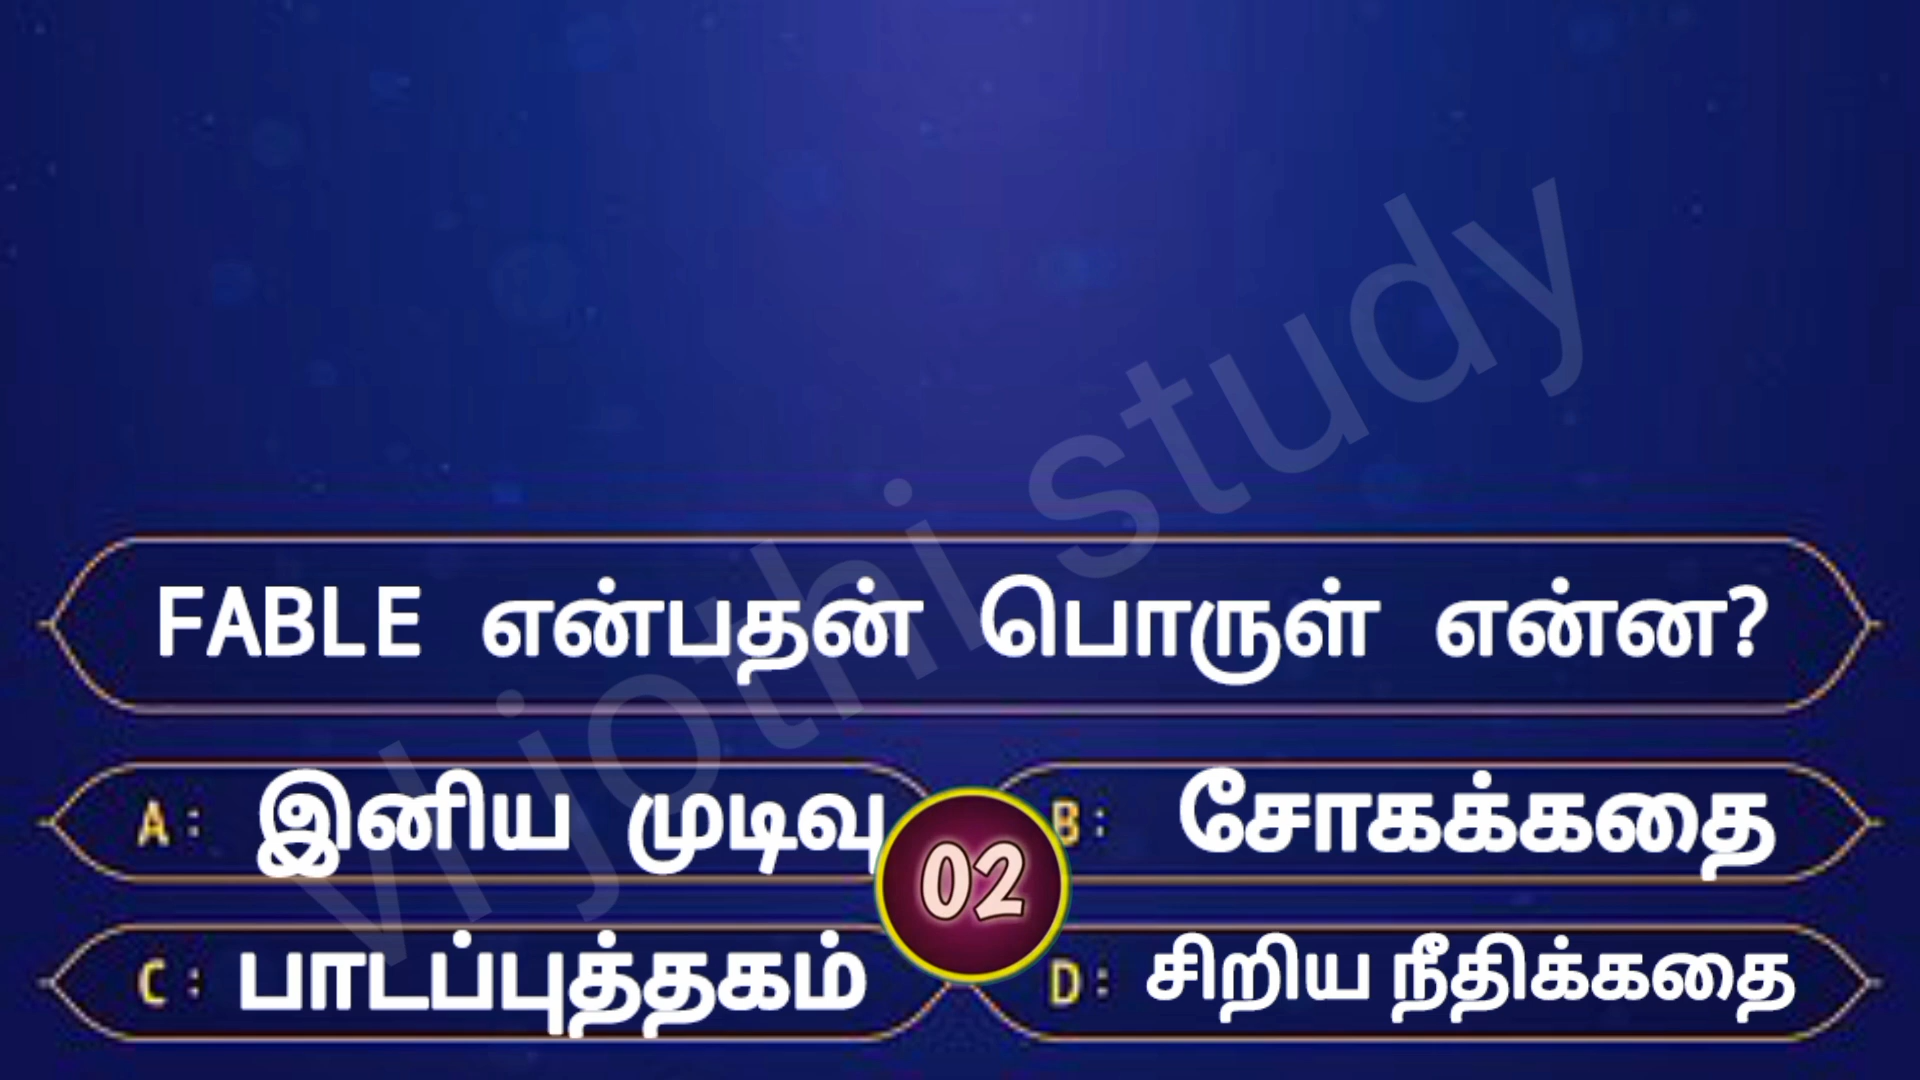 vijothi study
FABLE என்பதன் பொருள் என்ன?
A: இனிய முடிவு
B: சோகக்கதை
02
C: பாடப்புத்தகம்
D: சிறிய நீதிக்கதை